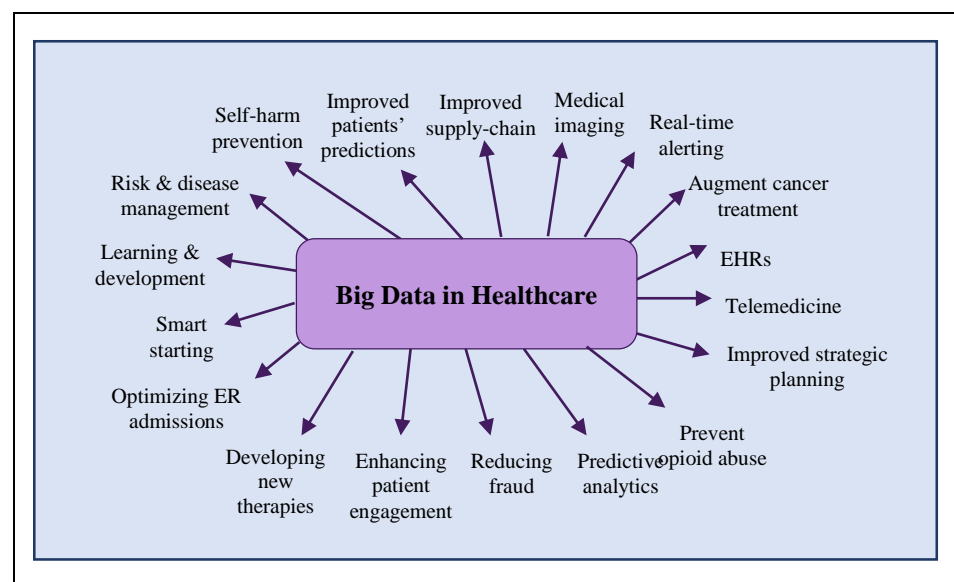 Self-harm
prevention
Improved
patients’
predictions
Improved
supply-chain
Medical
imaging
Real-time
alerting
Risk & disease
management
Augment cancer
treatment
Learning &
development
EHRs
Big Data in Healthcare
Telemedicine
Smart
starting
Improved strategic
planning
Optimizing ER
admissions
Developing
new
therapies
Enhancing
patient
engagement
Reducing
fraud
Predictive
analytics
Prevent
opioid abuse